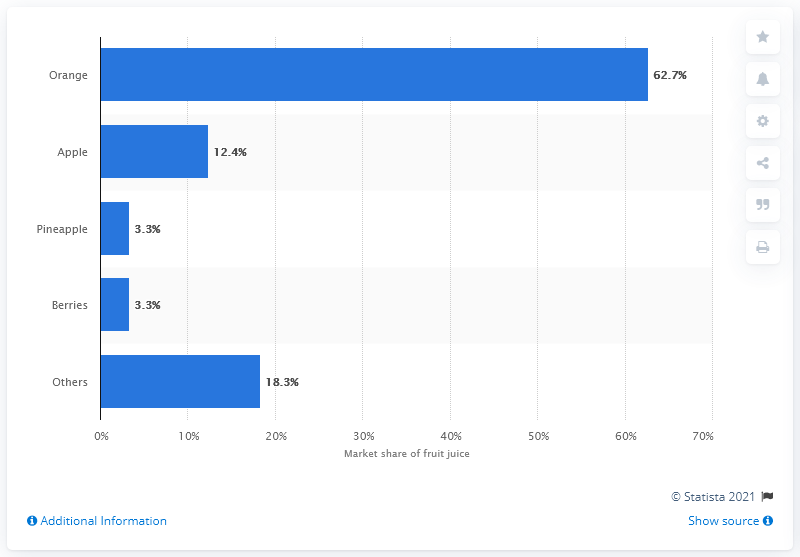 Orange
62.7%
Apple
12.4%
Pineapple
3.3%
Berries
3.3%
Others
18.3%
0% 10% 20% 30% 40% 50% 60% 70%
Market share of fruit juice
© Statista 2021
Additional Information
Show source